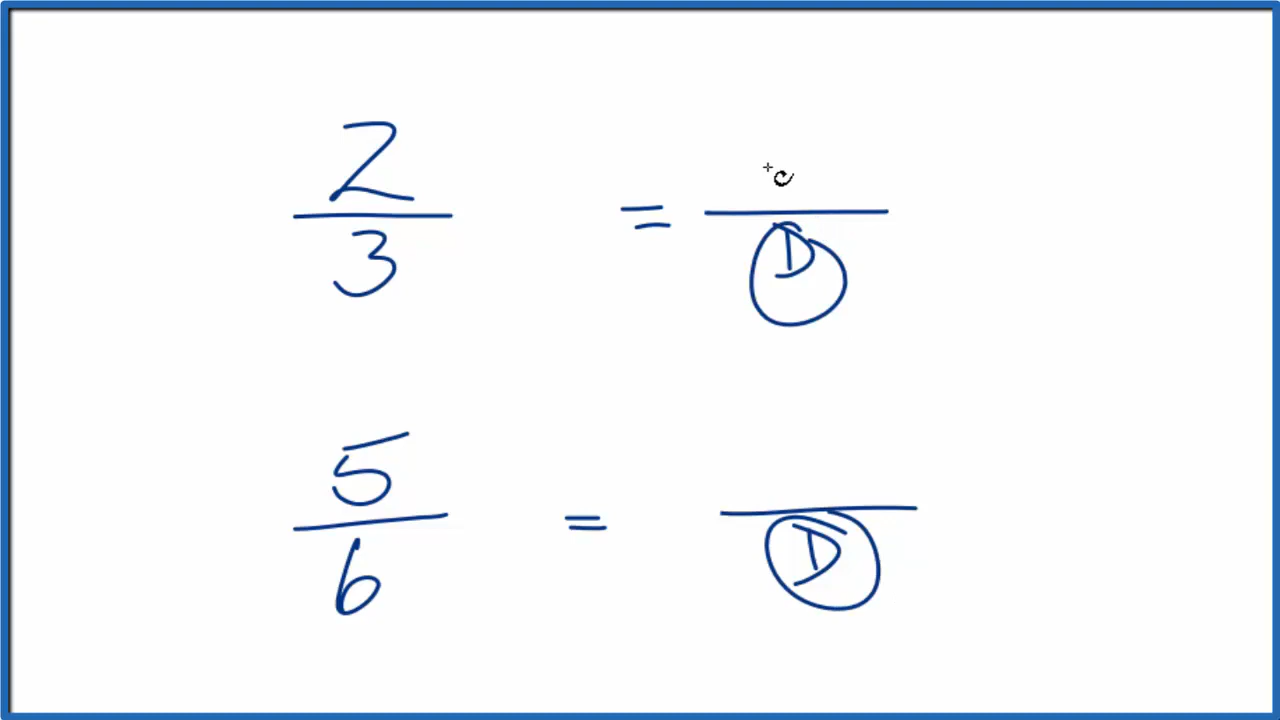 2/3 = /D
5/6 = /D